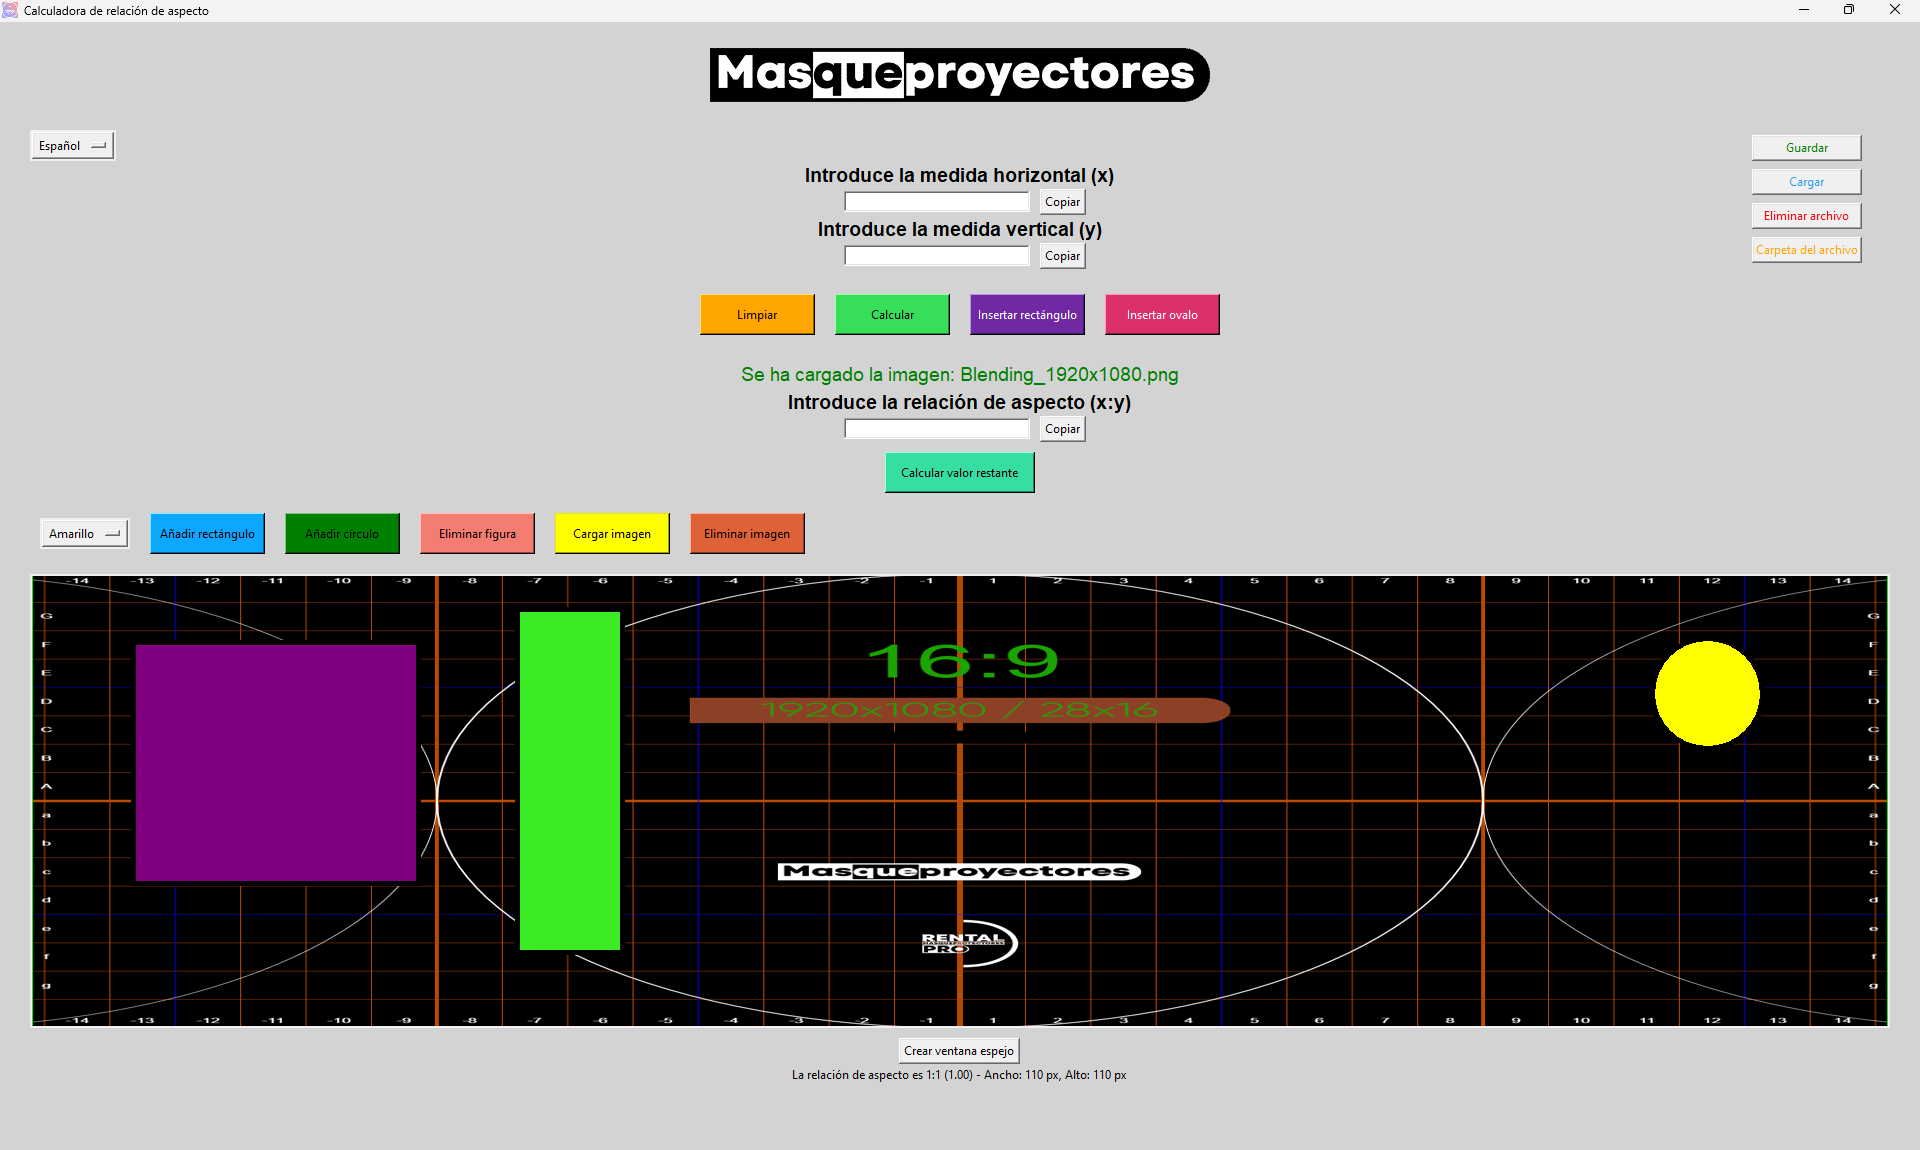 Calculadora de relación de aspecto
Masqueproyectores
Español
Guardar
Introduce la medida horizontal (x)
Cargar
Copiar
Eliminar archivo
Introduce la medida vertical (y)
Carpeta del archivo
Copiar
Limpiar Calcular Insertar rectángulo Insertar ovalo
Se ha cargado la imagen: Blending_1920x1080.png
Introduce la relación de aspecto (x:y)
Copiar
Calcular valor restante
Amarillo Añadir rectángulo Añadir círculo Eliminar figura Cargar imagen Eliminar imagen
-14 -13 -12 -11 -10 -9 -8 -7 -6 -5 -4 -3 -2 -1 1 2 3 4 5 6 7 8 9 10 11 12 13 14
G G
F F
E E
16:9
D D
1920x1080 / 28x16
C C
B B
A A
a a
b b
c c
Masqueproyectores
d d
e e
RENTAL
PRO
f f
g g
-14 -13 -12 -11 -10 -9 -8 -7 -6 -5 -4 -3 -2 -1 1 2 3 4 5 6 7 8 9 10 11 12 13 14
Crear ventana espejo
La relación de aspecto es 1:1 (1.00) - Ancho: 110 px, Alto: 110 px